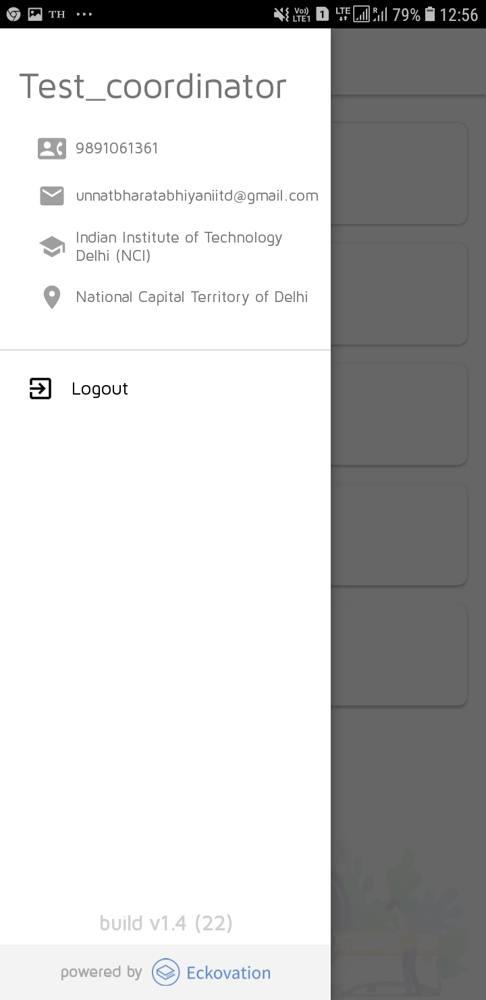 TH ... Vo) LTE1 1 LTE R 79% 12:56
Test_coordinator
9891061361
unnatbharatabhiyaniitd@gmail.com
Indian Institute of Technology
Delhi (NCI)
National Capital Territory of Delhi
Logout
build v1.4 (22)
powered by Eckovation